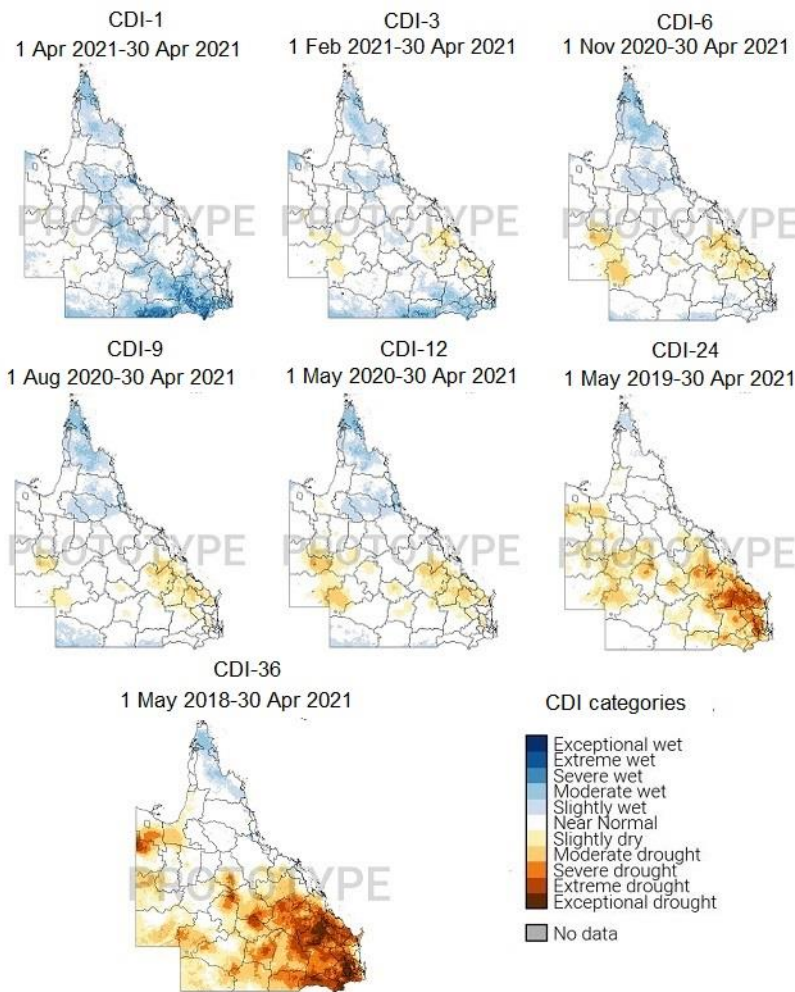 CDI-1
1 Apr 2021-30 Apr 2021
CDI-3
1 Feb 2021-30 Apr 2021
CDI-6
1 Nov 2020-30 Apr 2021
PROTOTYPE
PROTOTYPE
PROTOTYPE
CDI-9
1 Aug 2020-30 Apr 2021
CDI-12
1 May 2020-30 Apr 2021
CDI-24
1 May 2019-30 Apr 2021
PROTOTYPE
PROTOTYPE
PROTOTYPE
CDI-36
1 May 2018-30 Apr 2021
PROTOTYPE
CDI categories
Exceptional wet
Extreme wet
Severe wet
Moderate wet
Slightly wet
Near Normal
Slightly dry
Moderate drought
Severe drought
Extreme drought
Exceptional drought
No data